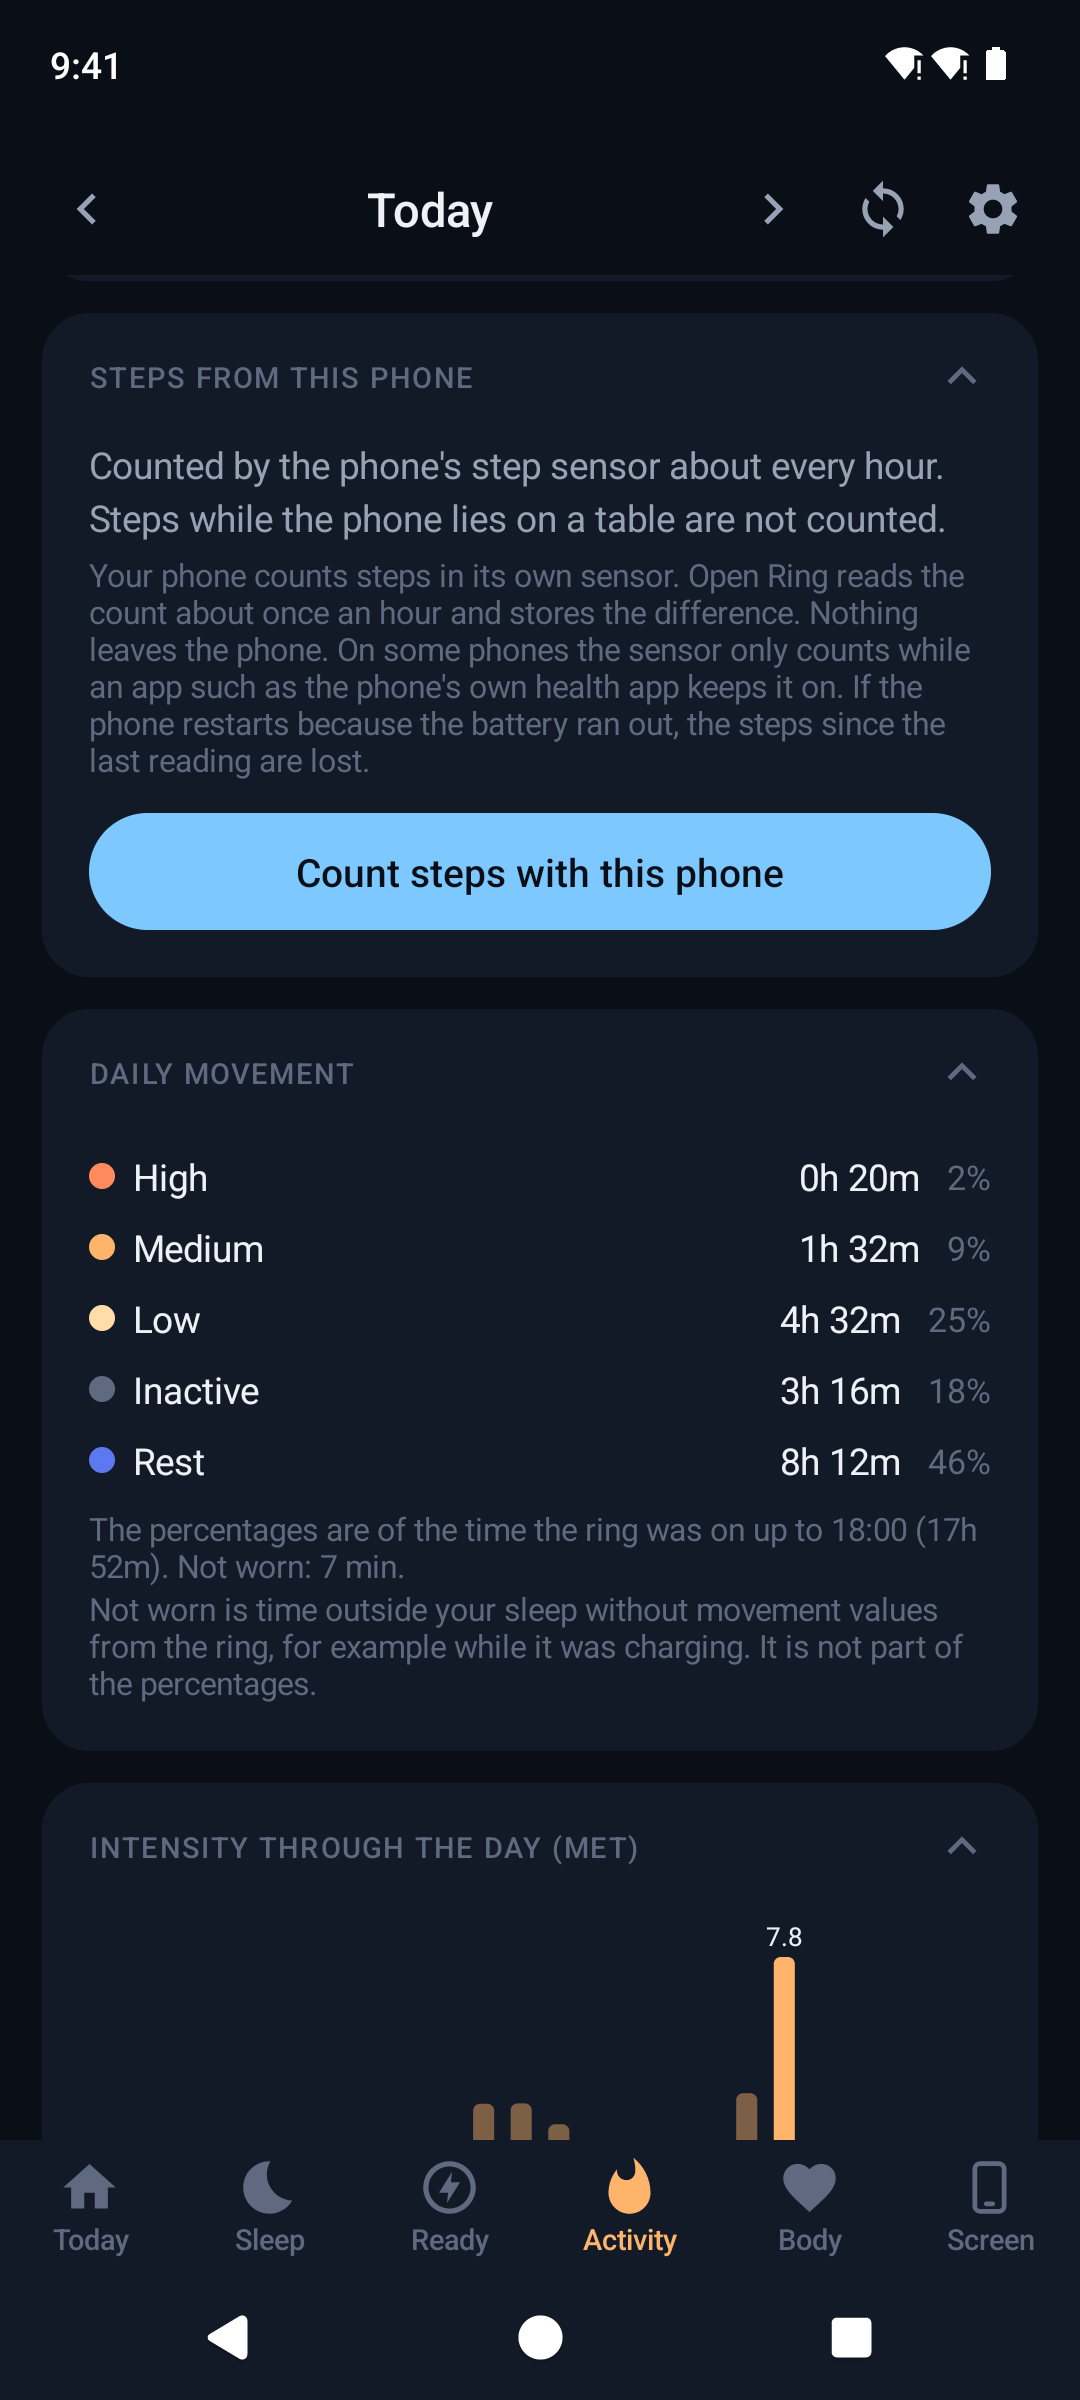 9:41
Today
STEPS FROM THIS PHONE
Counted by the phone's step sensor about every hour.
Steps while the phone lies on a table are not counted.
Your phone counts steps in its own sensor. Open Ring reads the
count about once an hour and stores the difference. Nothing
leaves the phone. On some phones the sensor only counts while
an app such as the phone's own health app keeps it on. If the
phone restarts because the battery ran out, the steps since the
last reading are lost.
Count steps with this phone
DAILY MOVEMENT
High 0h 20m 2%
Medium 1h 32m 9%
Low 4h 32m 25%
Inactive 3h 16m 18%
Rest 8h 12m 46%
The percentages are of the time the ring was on up to 18:00 (17h
52m). Not worn: 7 min.
Not worn is time outside your sleep without movement values
from the ring, for example while it was charging. It is not part of
the percentages.
INTENSITY THROUGH THE DAY (MET)
7.8
Today Sleep Ready Activity Body Screen